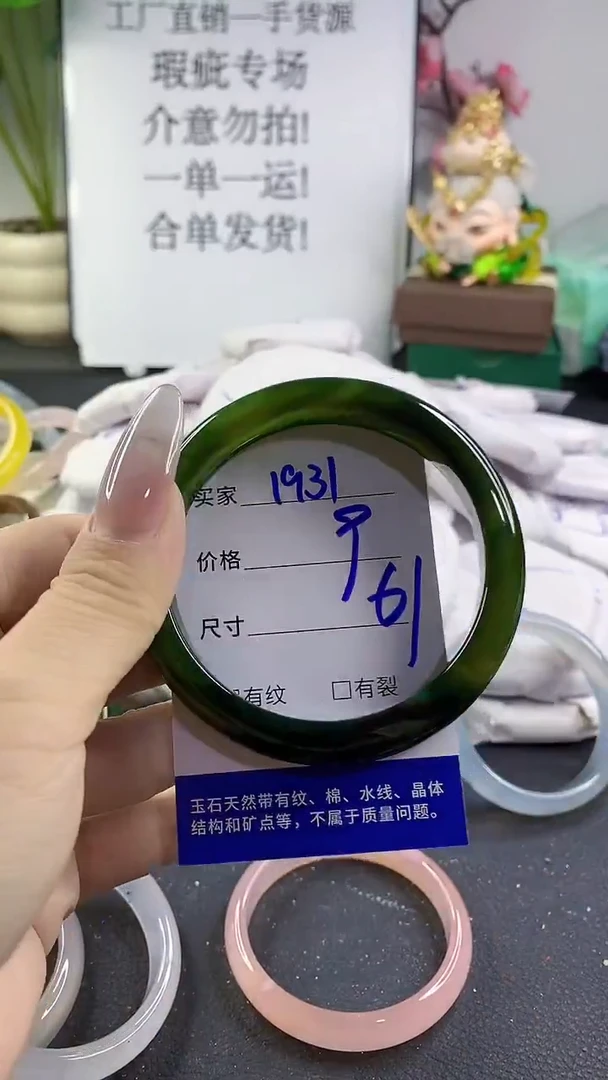 工厂直销一手货源
瑕疵专场
介意勿拍!
一单一运!
合单发货!
买家 1931
价格
尺寸 61
有纹 □有裂
玉石天然带有纹、棉、水线、晶体
结构和矿点等，不属于质量问题。